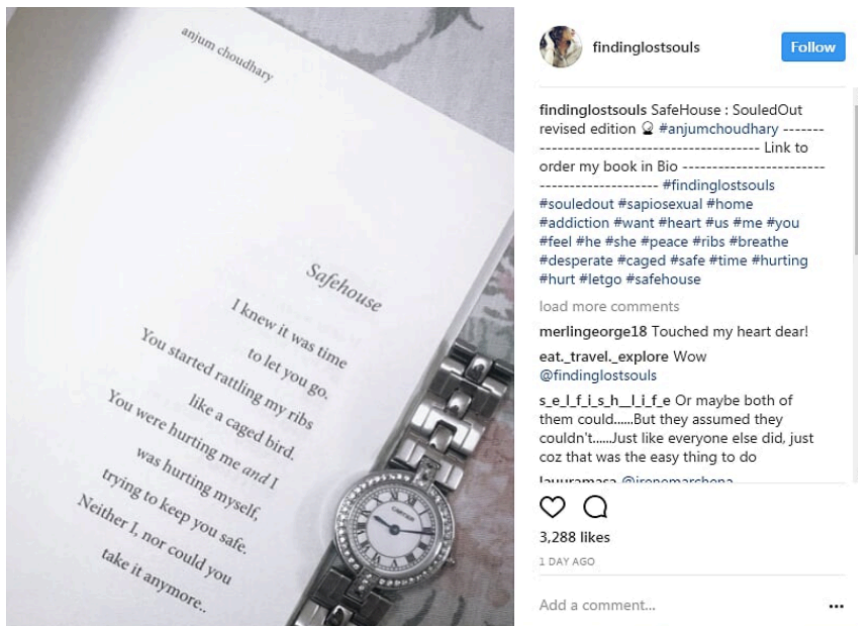 anjum choudhary
Safehouse
I knew it was time
to let you go.
You started rattling my ribs
like a caged bird.
You were hurting me and I
was hurting myself,
trying to keep you safe.
Neither I, nor could you
take it anymore..
findinglostsouls
Follow
findinglostsouls SafeHouse : SouledOut
revised edition #anjumchoudhary -------
------------------------------------- Link to
order my book in Bio ------------------------
-------------------- #findinglostsouls
#souledout #sapiosexual #home
#addiction #want #heart #us #me #you
#feel #he #she #peace #ribs #breathe
#desperate #caged #safe #time #hurting
#hurt #letgo #safehouse
load more comments
merlingeorge18 Touched my heart dear!
eat._travel._explore Wow
@findinglostsouls
s_e_l_f_i_s_h__l_i_f_e Or maybe both of
them could......But they assumed they
couldn't......Just like everyone else did, just
coz that was the easy thing to do
3,288 likes
1 DAY AGO
Add a comment...